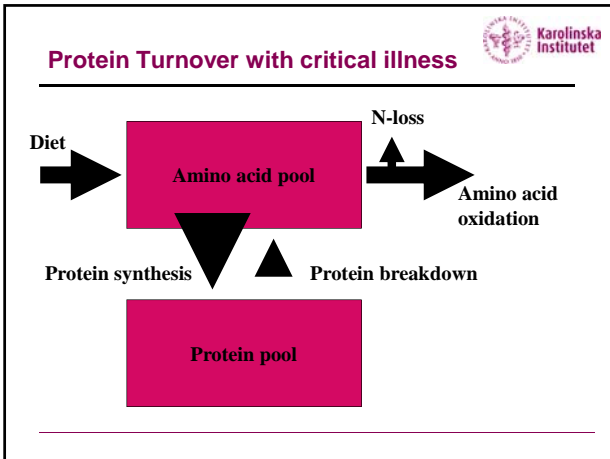 Protein Turnover with critical illness
Karolinska
Institutet
N-loss
Diet
Amino acid pool
Amino acid
oxidation
Protein synthesis
Protein breakdown
Protein pool